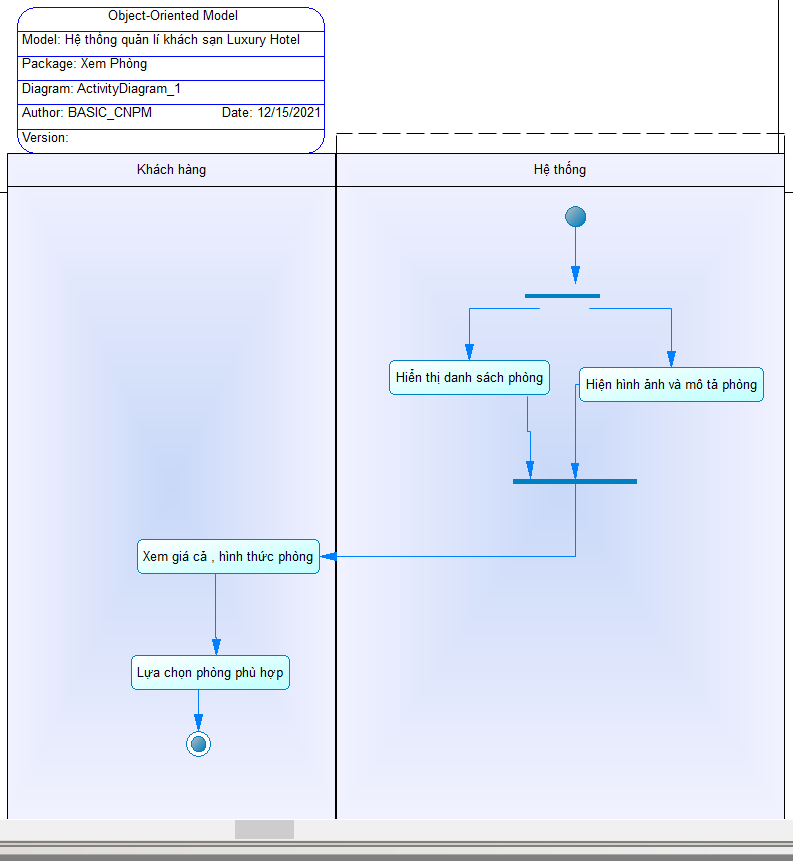 Object-Oriented Model
Model: Hệ thống quản lí khách sạn Luxury Hotel
Package: Xem Phòng
Diagram: ActivityDiagram_1
Author: BASIC_CNPM Date: 12/15/2021
Version:
Khách hàng
Hệ thống
Hiển thị danh sách phòng
Hiện hình ảnh và mô tả phòng
Xem giá cả , hình thức phòng
Lựa chọn phòng phù hợp